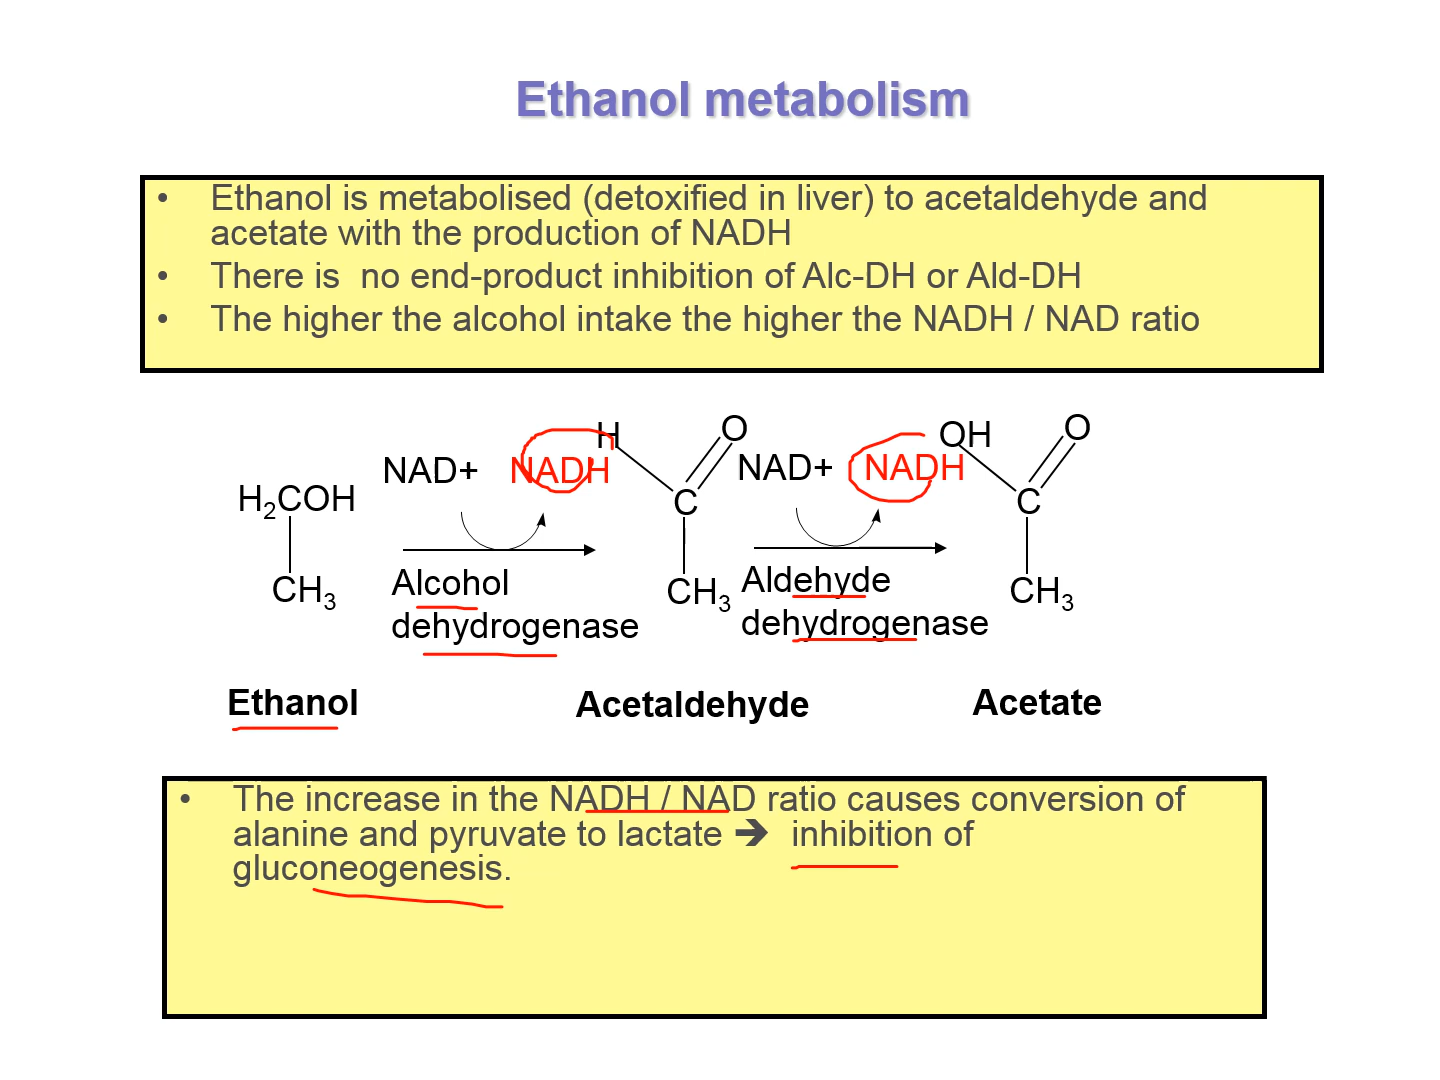 Ethanol metabolism
• Ethanol is metabolised (detoxified in liver) to acetaldehyde and
acetate with the production of NADH
• There is  no end-product inhibition of Alc-DH or Ald-DH
• The higher the alcohol intake the higher the NADH / NAD ratio
H₂COH
CH₃
NAD+ NADH
Alcohol
dehydrogenase
H O
C
CH₃
NAD+ NADH
Aldehyde
dehydrogenase
OH O
C
CH₃
Ethanol Acetaldehyde Acetate
• The increase in the NADH / NAD ratio causes conversion of
alanine and pyruvate to lactate ➔ inhibition of
gluconeogenesis.